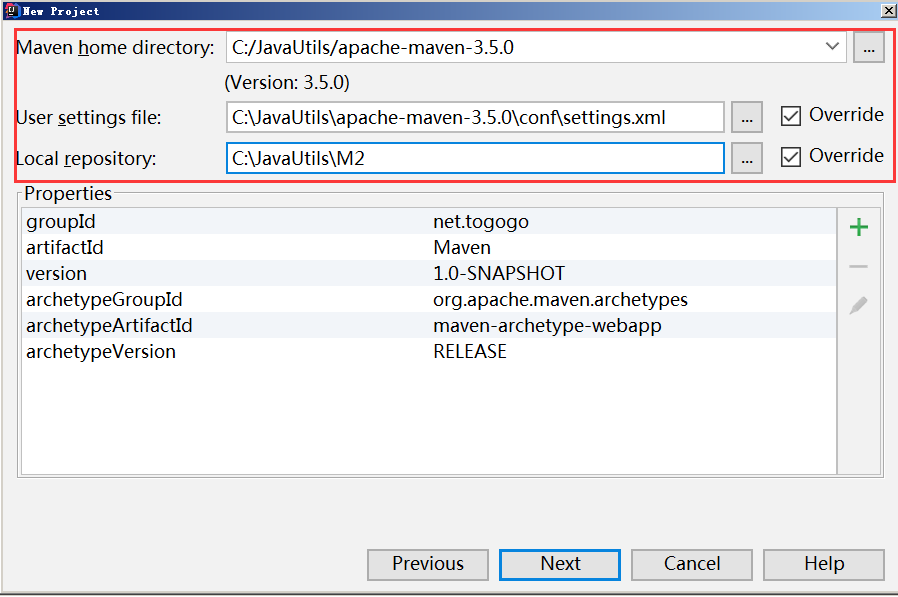 New Project
Maven home directory: C:/JavaUtils/apache-maven-3.5.0 ...
(Version: 3.5.0)
User settings file: C:\JavaUtils\apache-maven-3.5.0\conf\settings.xml ... Override
Local repository: C:\JavaUtils\M2 ... Override
Properties
groupId net.togogo
artifactId Maven
version 1.0-SNAPSHOT
archetypeGroupId org.apache.maven.archetypes
archetypeArtifactId maven-archetype-webapp
archetypeVersion RELEASE
Previous Next Cancel Help